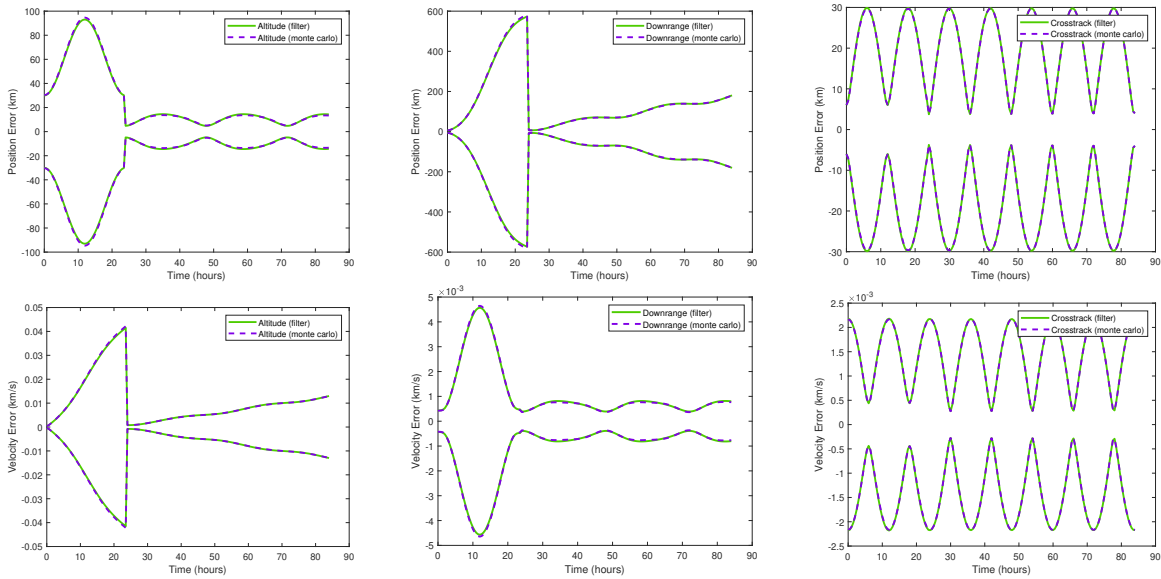 100
80
60
40
20
0
-20
-40
-60
-80
-100
Position Error (km)
0 10 20 30 40 50 60 70 80 90
Time (hours)
Altitude (filter)
Altitude (monte carlo)
600
400
200
0
-200
-400
-600
Position Error (km)
0 10 20 30 40 50 60 70 80 90
Time (hours)
Downrange (filter)
Downrange (monte carlo)
30
20
10
0
-10
-20
-30
Position Error (km)
0 10 20 30 40 50 60 70 80 90
Time (hours)
Crosstrack (filter)
Crosstrack (monte carlo)
0.05
0.04
0.03
0.02
0.01
0
-0.01
-0.02
-0.03
-0.04
-0.05
Velocity Error (km/s)
0 10 20 30 40 50 60 70 80 90
Time (hours)
Altitude (filter)
Altitude (monte carlo)
×10-3
5
4
3
2
1
0
-1
-2
-3
-4
-5
Velocity Error (km/s)
0 10 20 30 40 50 60 70 80 90
Time (hours)
Downrange (filter)
Downrange (monte carlo)
×10-3
2.5
2
1.5
1
0.5
0
-0.5
-1
-1.5
-2
-2.5
Velocity Error (km/s)
0 10 20 30 40 50 60 70 80 90
Time (hours)
Crosstrack (filter)
Crosstrack (monte carlo)